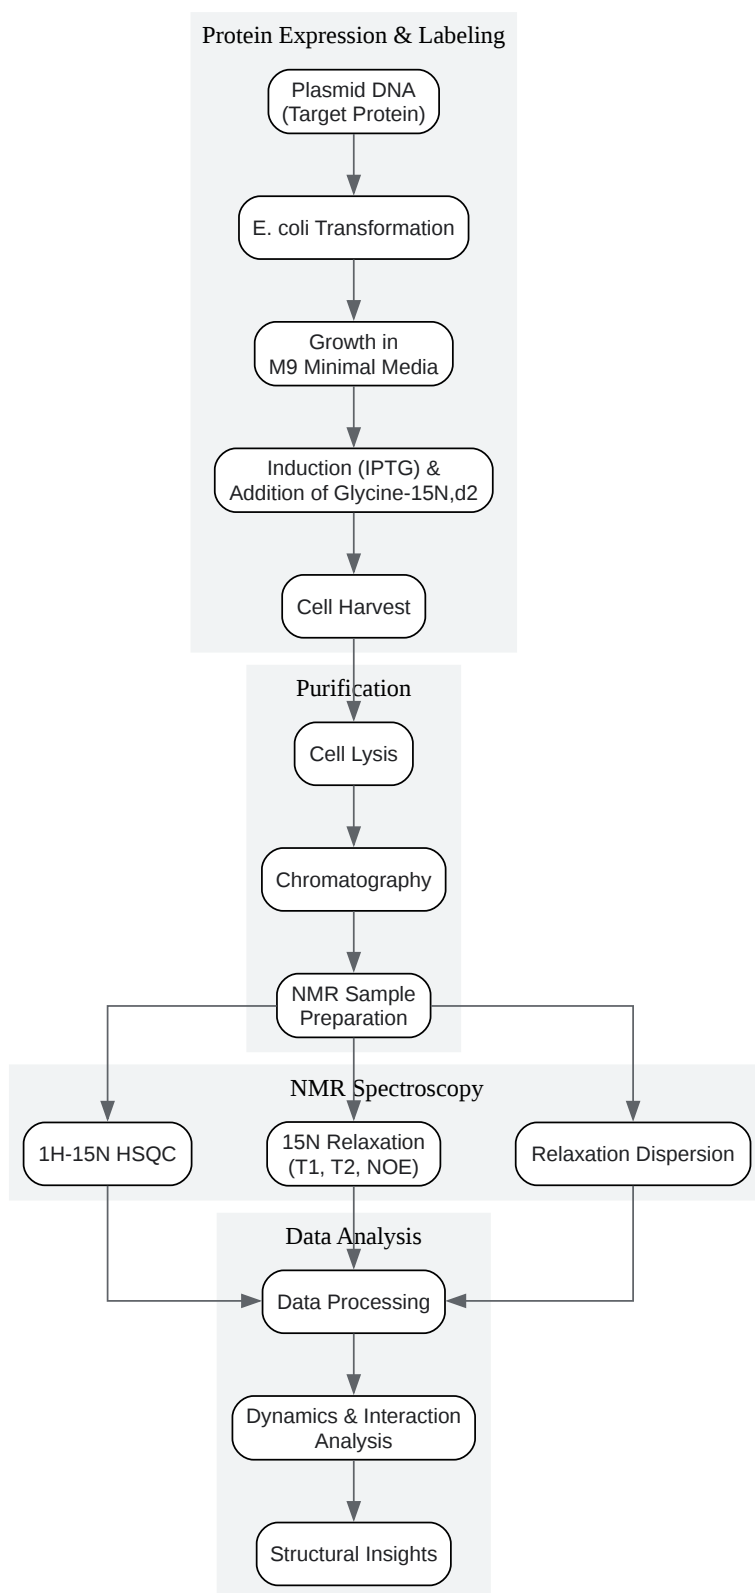 Protein Expression & Labeling
Plasmid DNA
(Target Protein)
E. coli Transformation
Growth in
M9 Minimal Media
Induction (IPTG) &
Addition of Glycine-15N,d2
Cell Harvest
Purification
Cell Lysis
Chromatography
NMR Sample
Preparation
NMR Spectroscopy
1H-15N HSQC
15N Relaxation
(T1, T2, NOE)
Relaxation Dispersion
Data Analysis
Data Processing
Dynamics & Interaction
Analysis
Structural Insights